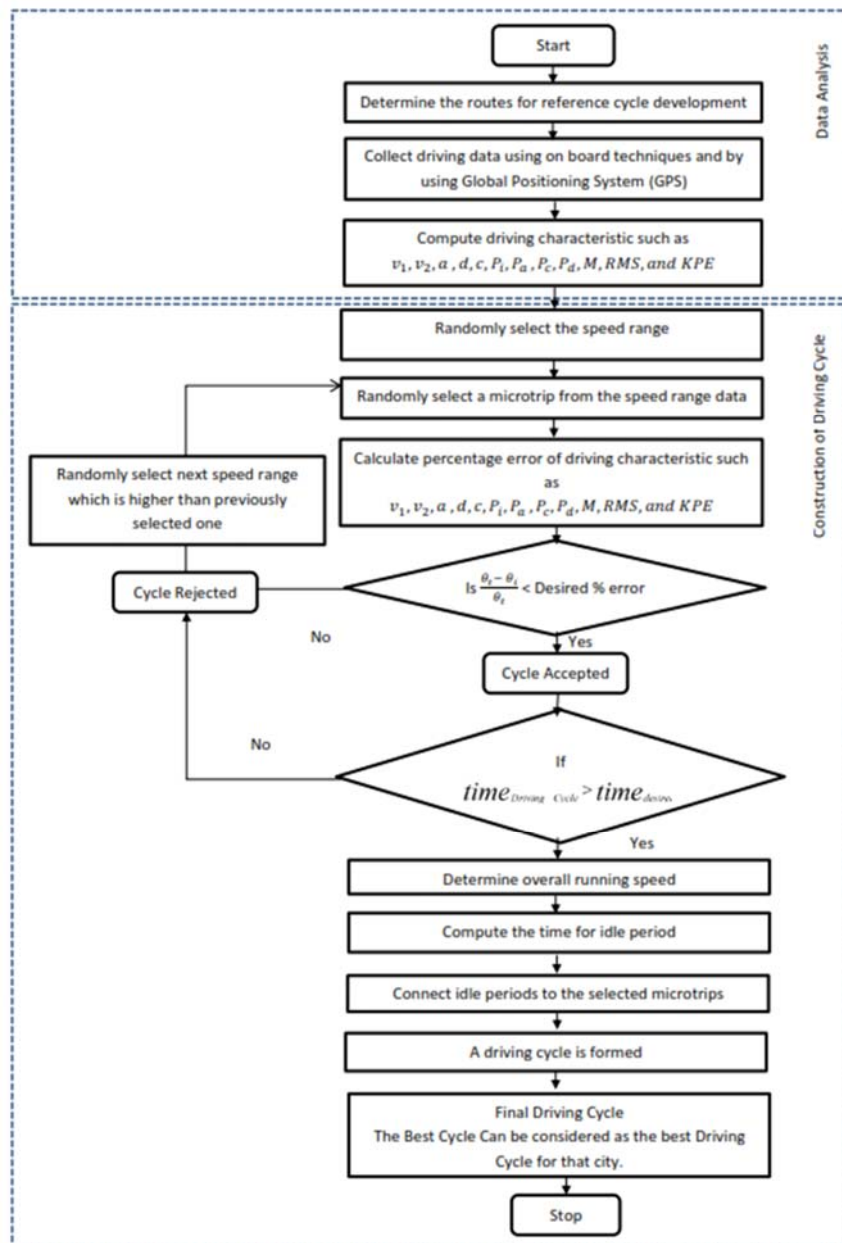 Start
Data Analysis
Determine the routes for reference cycle development
Collect driving data using on board techniques and by
using Global Positioning System (GPS)
Compute driving characteristic such as
v₁, v₂, a , d, c, Pᵢ, Pₐ , P꜀, P_d, M, RMS, and KPE
Construction of Driving Cycle
Randomly select the speed range
Randomly select a microtrip from the speed range data
Randomly select next speed range
which is higher than previously
selected one
Calculate percentage error of driving characteristic such
as
v₁, v₂, a , d, c, Pᵢ, Pₐ , P꜀, P_d, M, RMS, and KPE
Cycle Rejected
Is (θ - θ)/θ < Desired % error
No
Yes
Cycle Accepted
No
If
time Driving Cycle > time
Yes
Determine overall running speed
Compute the time for idle period
Connect idle periods to the selected microtrips
A driving cycle is formed
Final Driving Cycle
The Best Cycle Can be considered as the best Driving
Cycle for that city.
Stop